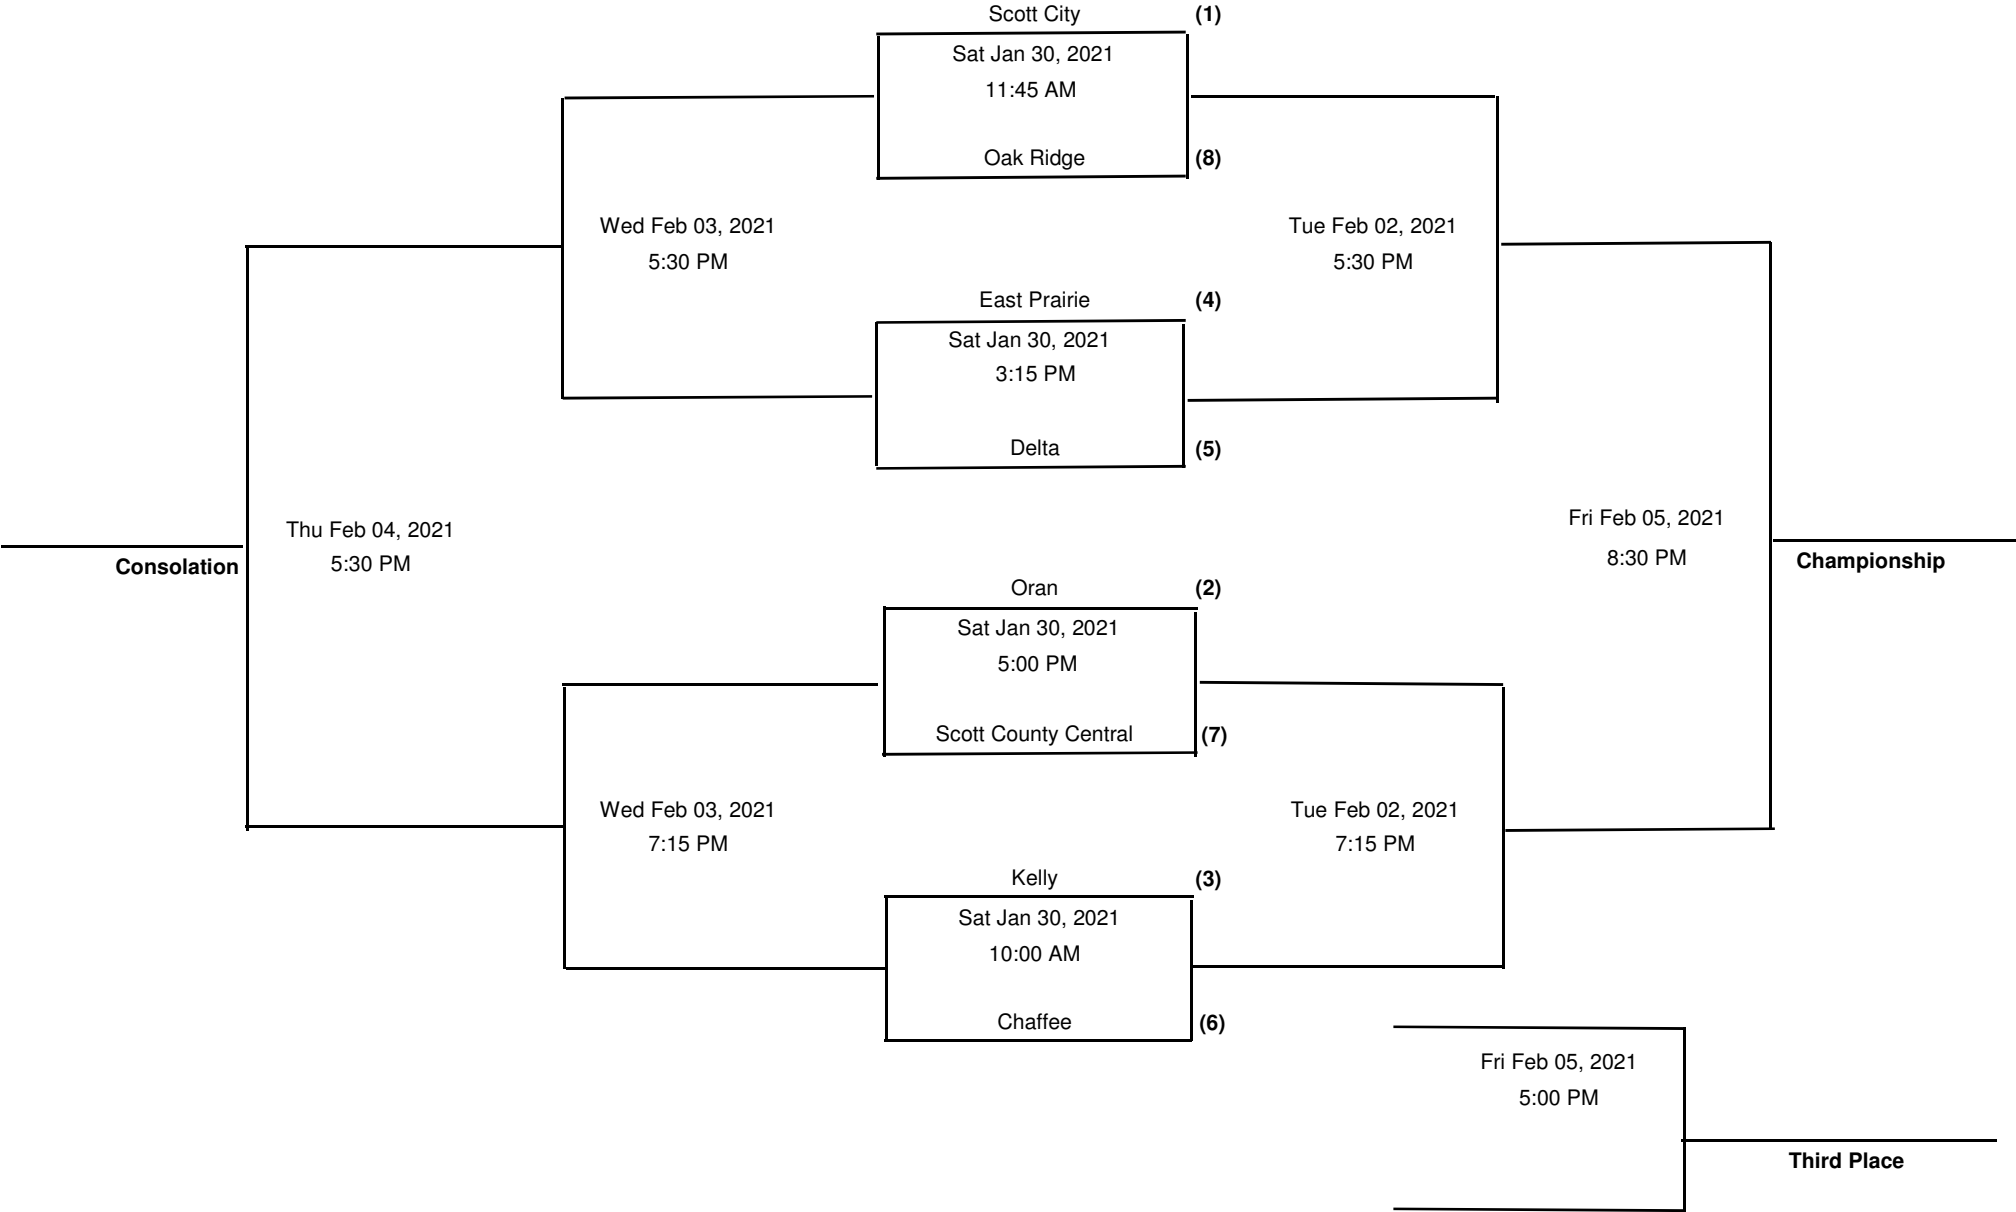 Scott City (1)
Sat Jan 30, 2021
11:45 AM
Oak Ridge (8)
Wed Feb 03, 2021
5:30 PM
Tue Feb 02, 2021
5:30 PM
East Prairie (4)
Sat Jan 30, 2021
3:15 PM
Delta (5)
Thu Feb 04, 2021
5:30 PM
Consolation
Fri Feb 05, 2021
8:30 PM
Championship
Oran (2)
Sat Jan 30, 2021
5:00 PM
Scott County Central (7)
Wed Feb 03, 2021
7:15 PM
Tue Feb 02, 2021
7:15 PM
Kelly (3)
Sat Jan 30, 2021
10:00 AM
Chaffee (6)
Fri Feb 05, 2021
5:00 PM
Third Place